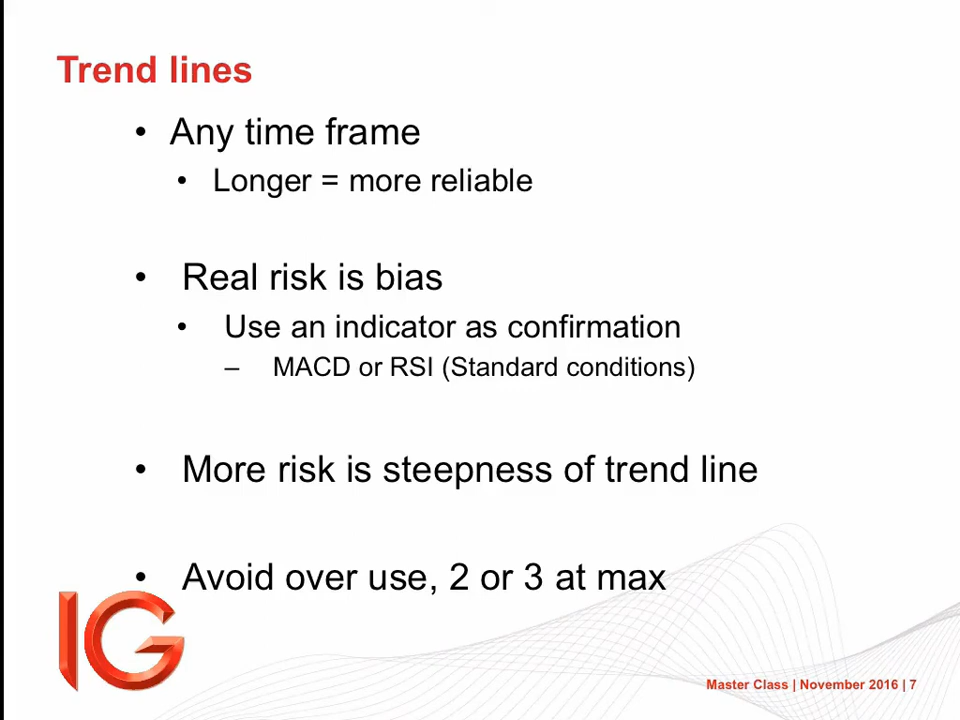 Trend lines
• Any time frame
• Longer = more reliable
• Real risk is bias
• Use an indicator as confirmation
– MACD or RSI (Standard conditions)
• More risk is steepness of trend line
• Avoid over use, 2 or 3 at max
IG
Master Class | November 2016 | 7